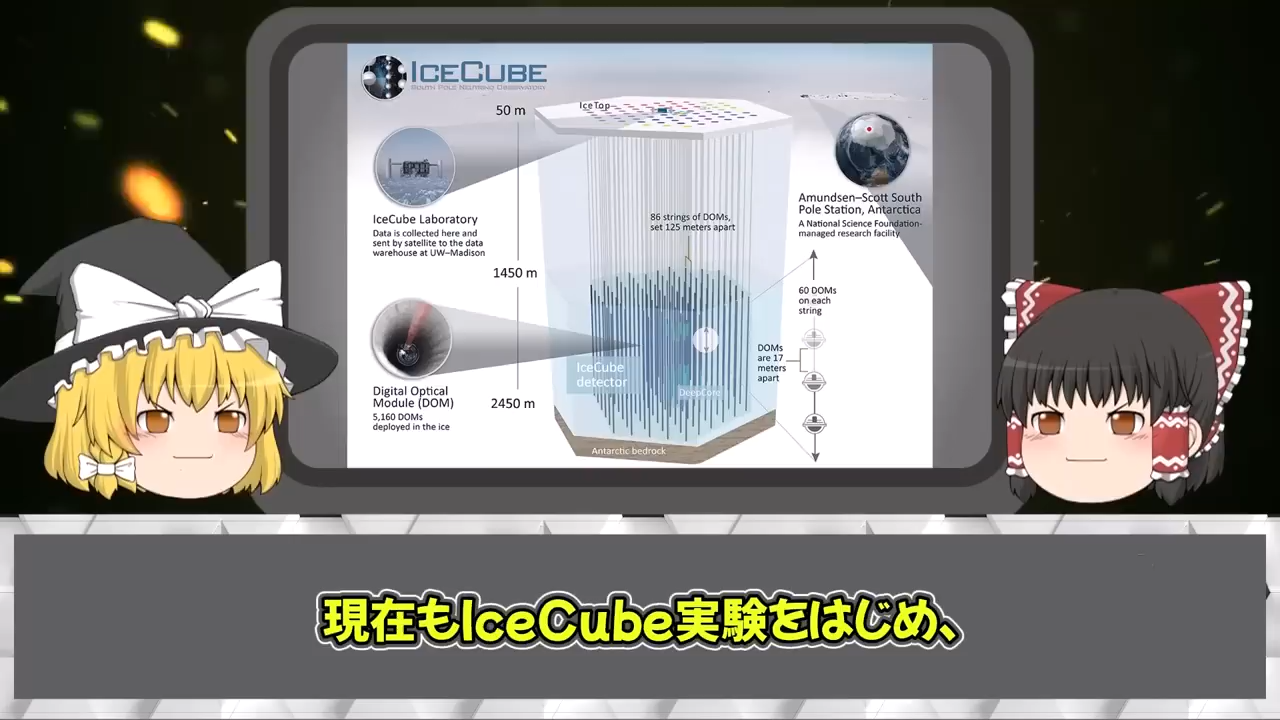 ICECUBE
SOUTH POLE NEUTRINO OBSERVATORY
50 m
IceTop
IceCube Laboratory
Data is collected here and
sent by satellite to the data
warehouse at UW–Madison
86 strings of DOMs,
set 125 meters apart
Amundsen–Scott South
Pole Station, Antarctica
A National Science Foundation-
managed research facility
1450 m
60 DOMs
on each
string
DOMs
are 17
meters
apart
IceCube
detector
DeepCore
Digital Optical
Module (DOM)
5,160 DOMs
deployed in the ice
2450 m
Antarctic bedrock
現在もIceCube実験をはじめ、